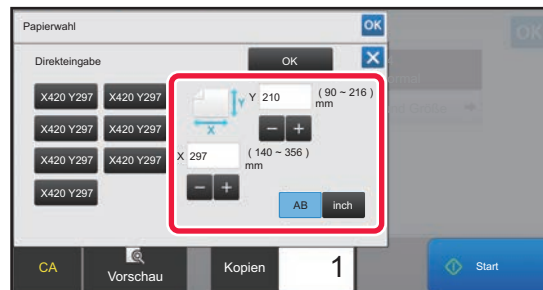 Papierwahl
OK
Direkteingabe
OK
X420 Y297
X420 Y297
X420 Y297
X420 Y297
X420 Y297
X420 Y297
X420 Y297
Y
X
Y 210
( 90 ~ 216 )
mm
X 297
( 140 ~ 356 )
mm
AB
inch
CA
Vorschau
Kopien
1
Start
OK